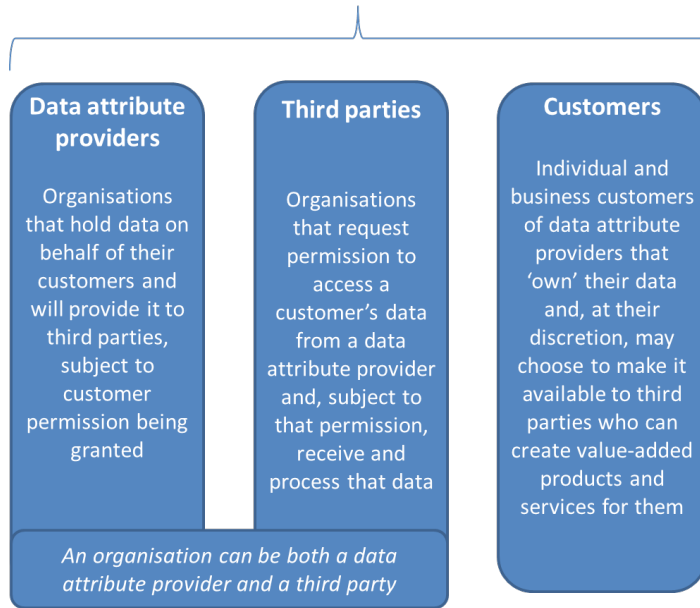 Data attribute
providers
Organisations
that hold data on
behalf of their
customers and
will provide it to
third parties,
subject to
customer
permission being
granted
Third parties
Organisations
that request
permission to
access a
customer’s data
from a data
attribute provider
and, subject to
that permission,
receive and
process that data
Customers
Individual and
business customers
of data attribute
providers that
‘own’ their data
and, at their
discretion, may
choose to make it
available to third
parties who can
create value-added
products and
services for them
An organisation can be both a data
attribute provider and a third party